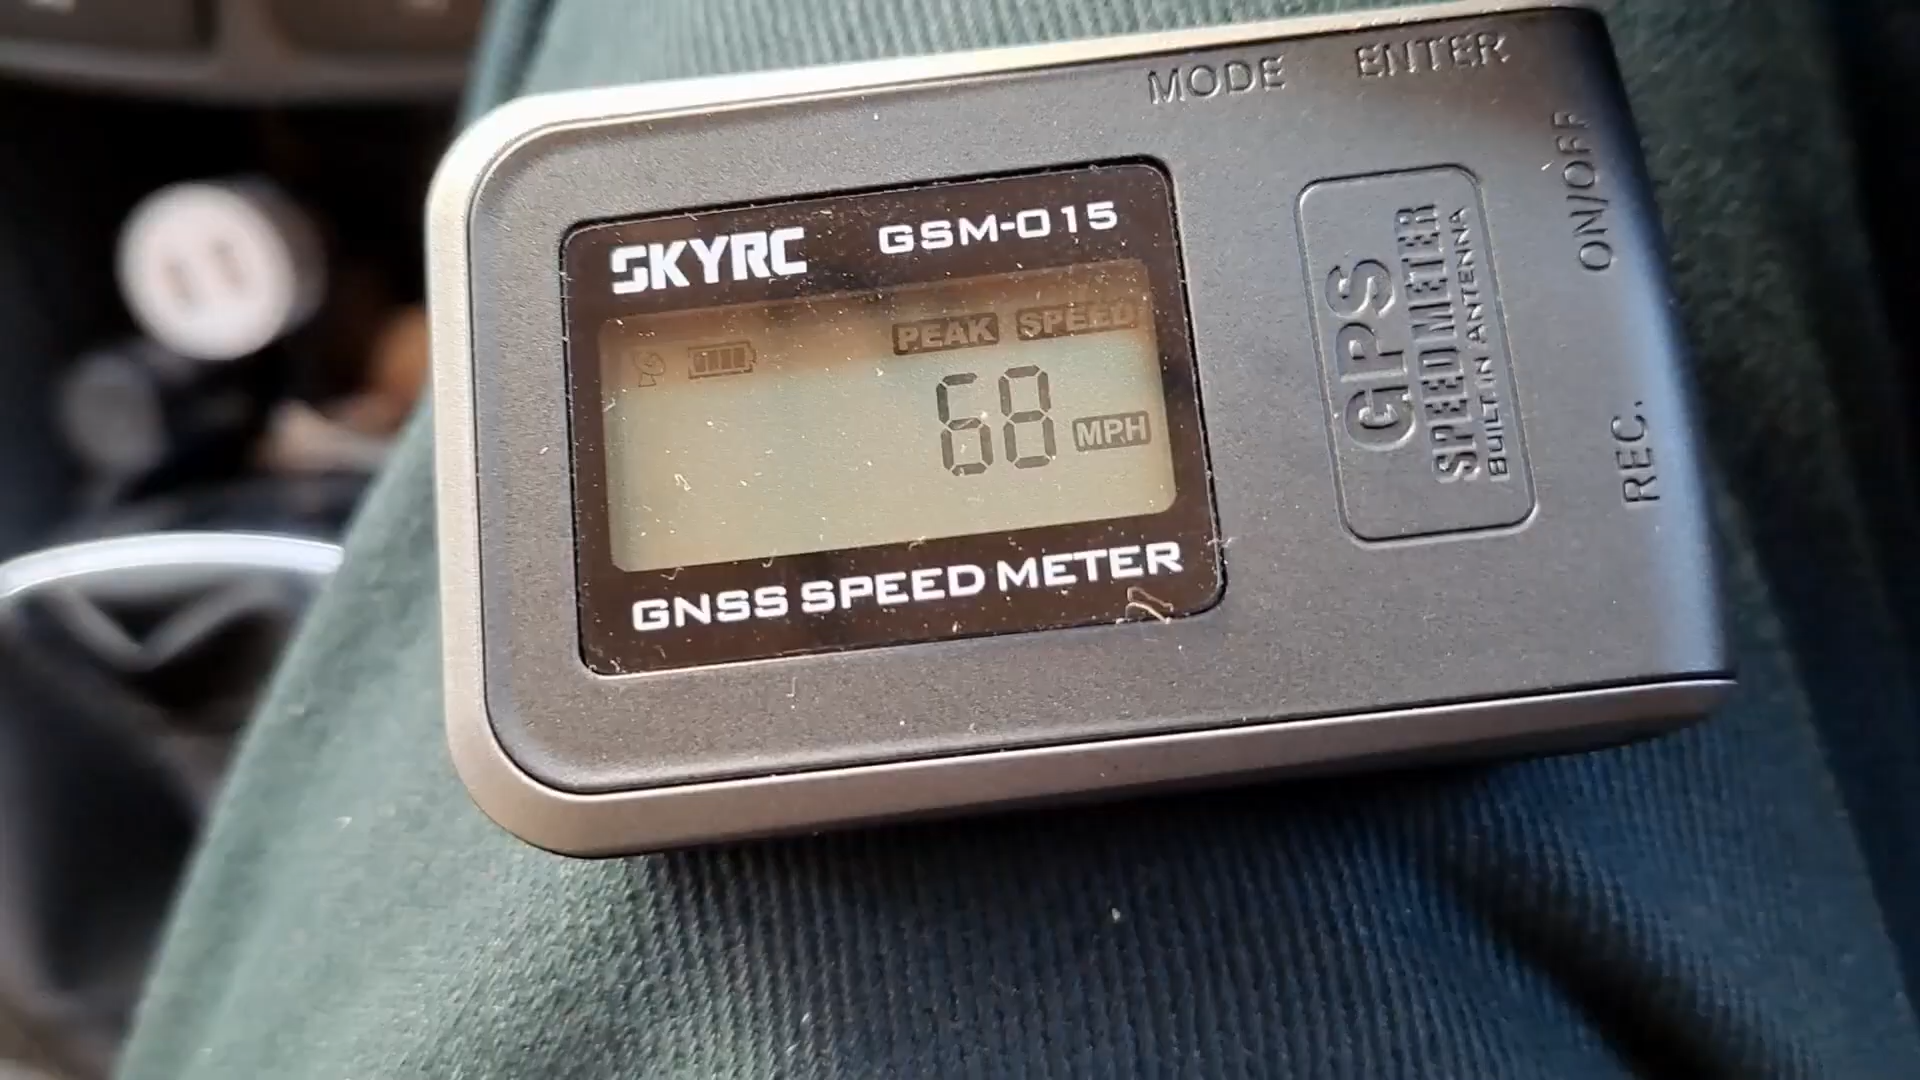 MODE ENTER
ON/OFF
REC.
SKYRC GSM-015
PEAK SPEED
68 MPH
GNSS SPEED METER
GPS
SPEED METER
BUILT IN ANTENNA